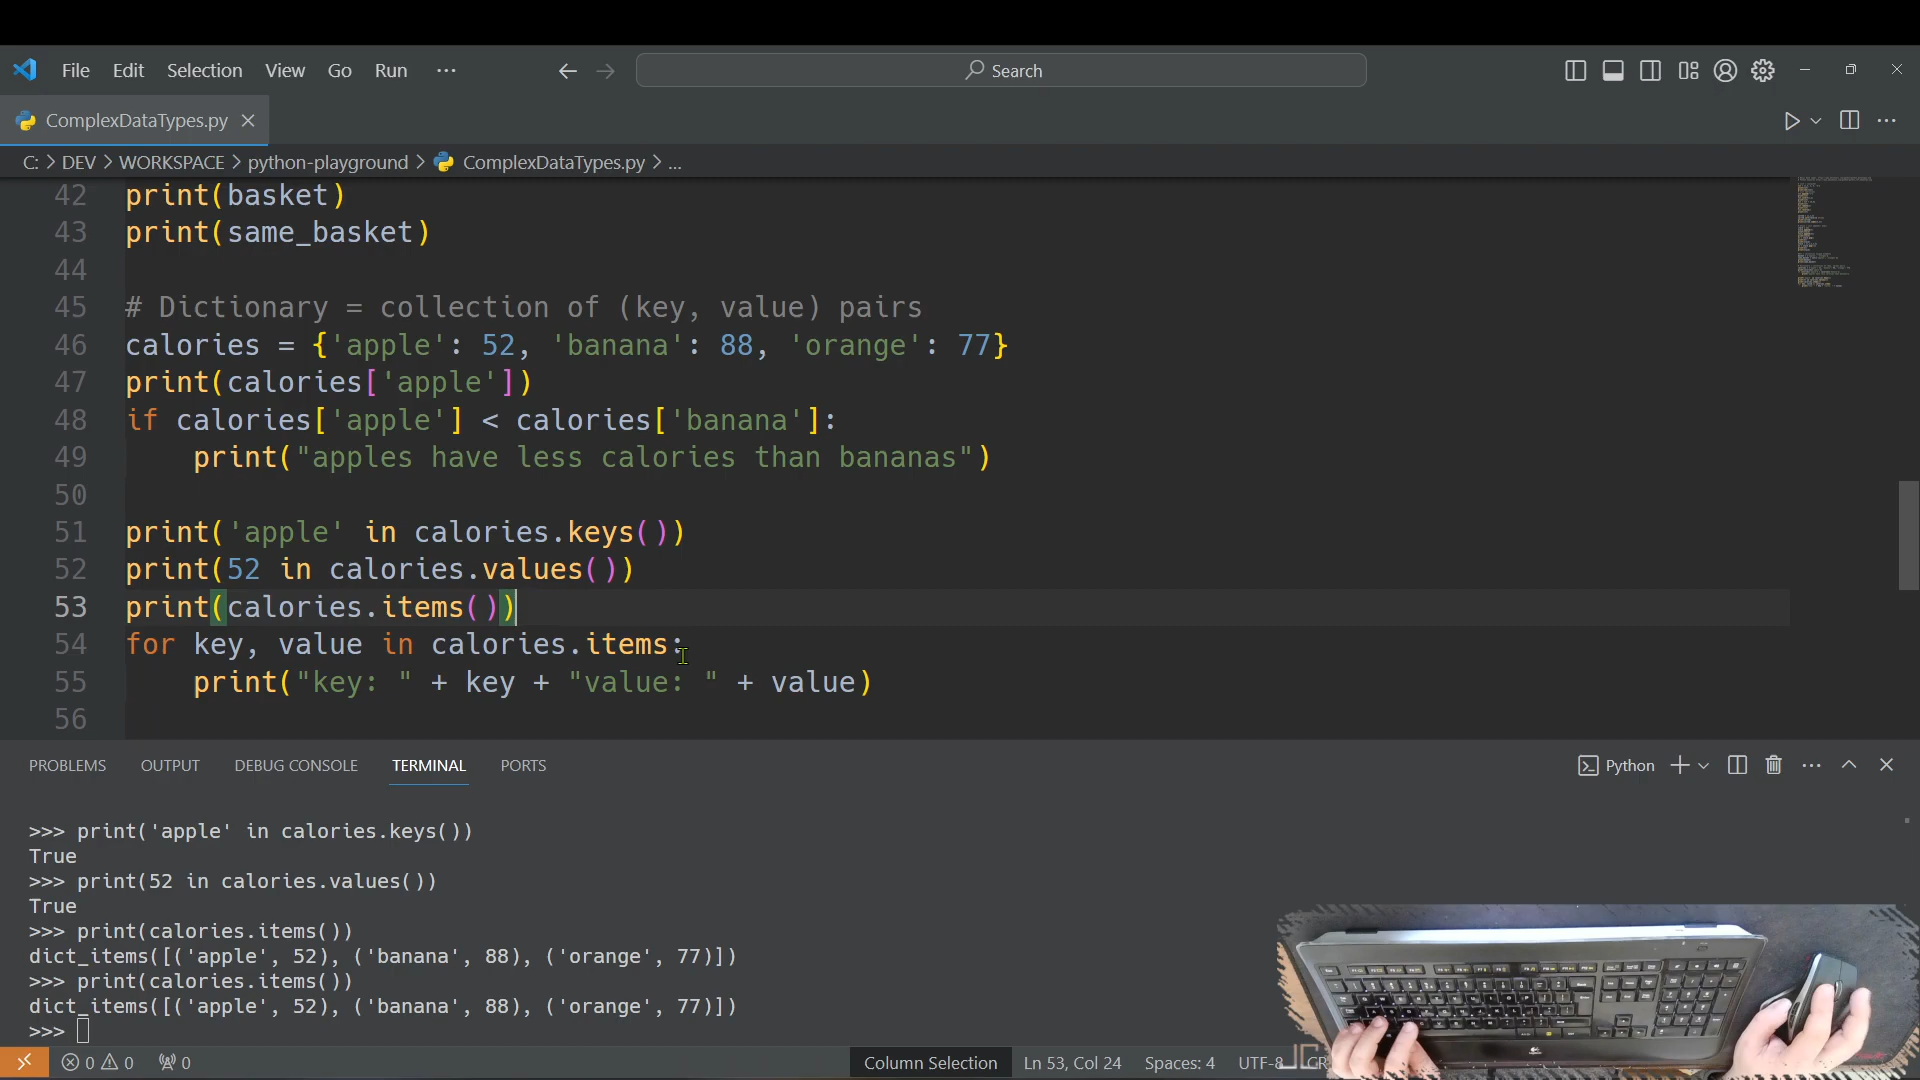 File Edit Selection View Go Run ···
Search
ComplexDataTypes.py
C: > DEV > WORKSPACE > python-playground > ComplexDataTypes.py > ...
42 print(basket)
43 print(same_basket)
44
45 # Dictionary = collection of (key, value) pairs
46 calories = {'apple': 52, 'banana': 88, 'orange': 77}
47 print(calories['apple'])
48 if calories['apple'] < calories['banana']:
49     print("apples have less calories than bananas")
50
51 print('apple' in calories.keys())
52 print(52 in calories.values())
53 print(calories.items())
54 for key, value in calories.items:
55     print("key: " + key + "value: " + value)
56
PROBLEMS OUTPUT DEBUG CONSOLE TERMINAL PORTS
Python
>>> print('apple' in calories.keys())
True
>>> print(52 in calories.values())
True
>>> print(calories.items())
dict_items([('apple', 52), ('banana', 88), ('orange', 77)])
>>> print(calories.items())
dict_items([('apple', 52), ('banana', 88), ('orange', 77)])
>>>
0 0 0 Column Selection Ln 53, Col 24 Spaces: 4 UTF-8